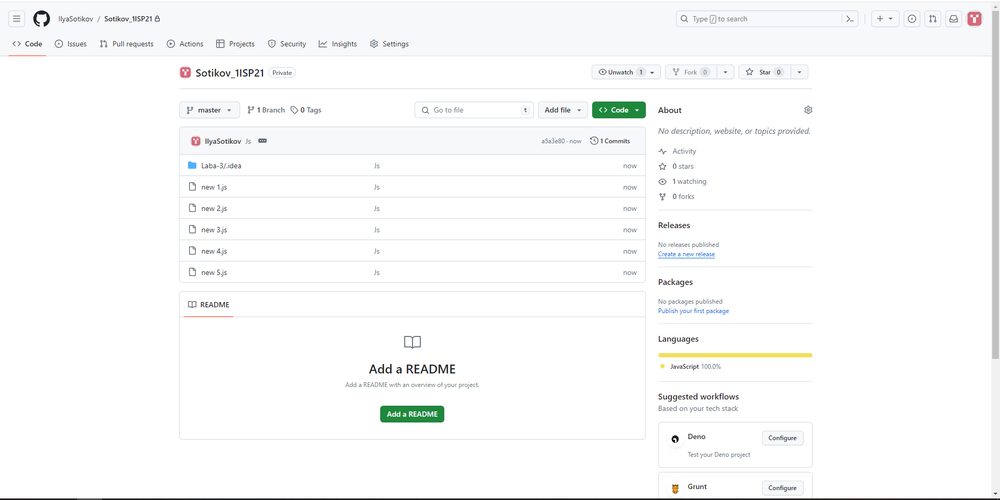 IlyaSotikov / Sotikov_1ISP21
Type / to search
Code Issues Pull requests Actions Projects Security Insights Settings
Sotikov_1ISP21 Private
Unwatch 1 Fork 0 Star 0
master 1 Branch 0 Tags Go to file t Add file Code
IlyaSotikov Js a5a3e80 · now 1 Commits
Laba-3/.idea Js now
new 1.js Js now
new 2.js Js now
new 3.js Js now
new 4.js Js now
new 5.js Js now
README
Add a README
Add a README with an overview of your project.
Add a README
About
No description, website, or topics provided.
Activity
0 stars
1 watching
0 forks
Releases
No releases published
Create a new release
Packages
No packages published
Publish your first package
Languages
JavaScript 100.0%
Suggested workflows
Based on your tech stack
Deno Configure
Test your Deno project
Grunt Configure